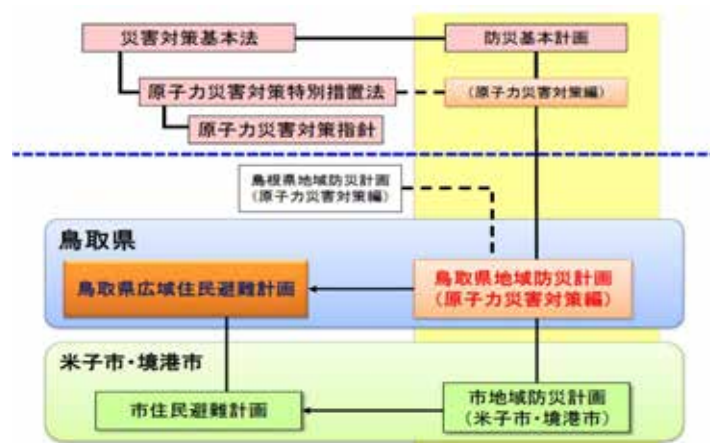 災害対策基本法
防災基本計画
原子力災害対策特別措置法
(原子力災害対策編)
原子力災害対策指針
島根県地域防災計画
(原子力災害対策編)
鳥取県
鳥取県広域住民避難計画
鳥取県地域防災計画
(原子力災害対策編)
米子市・境港市
市住民避難計画
市地域防災計画
(米子市・境港市)